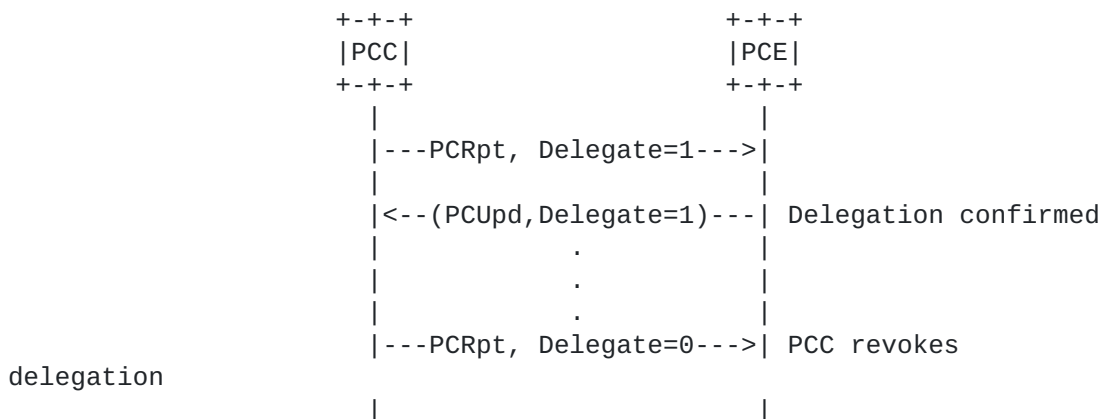 +-+-+                    +-+-+
                    |PCC|                    |PCE|
                    +-+-+                    +-+-+
                      |                        |
                      |---PCRpt, Delegate=1--->|
                      |                        |
                      |<--(PCUpd,Delegate=1)---| Delegation confirmed
                      |            .           |
                      |            .           |
                      |            .           |
                      |---PCRpt, Delegate=0--->| PCC revokes
delegation
                      |                        |